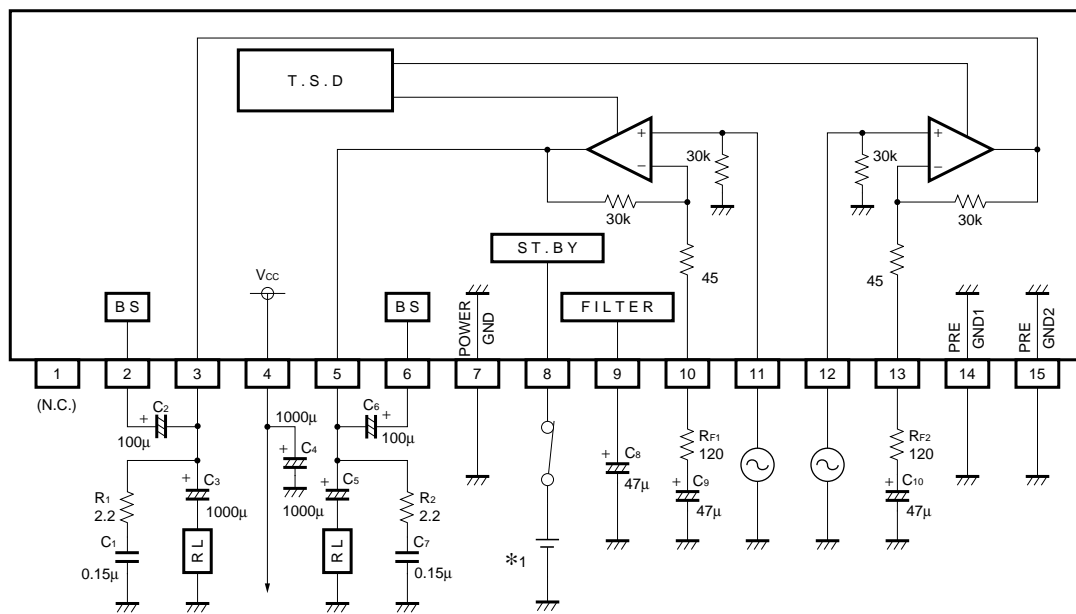 T.S.D
30k
30k
30k
30k
ST.BY
45
45
VCC
BS
BS
POWER
GND
FILTER
PRE
GND1
PRE
GND2
1
2
3
4
5
6
7
8
9
10
11
12
13
14
15
(N.C.)
+
C2
100µ
1000µ
+
C4
C6
+
100µ
+
C8
47µ
RF1
120
+
C9
47µ
RF2
120
+
C10
47µ
R1
2.2
+
C3
1000µ
+
C5
1000µ
R2
2.2
C1
0.15µ
RL
RL
C7
0.15µ
*1
+
−
+
−